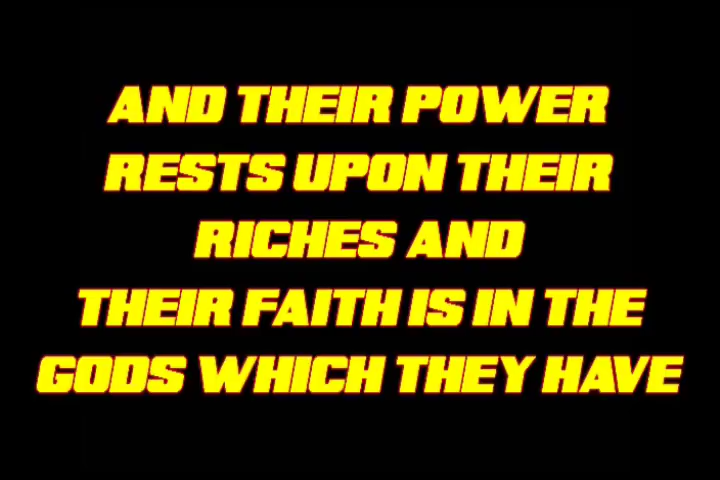 AND THEIR POWER
RESTS UPON THEIR
RICHES AND
THEIR FAITH IS IN THE
GODS WHICH THEY HAVE